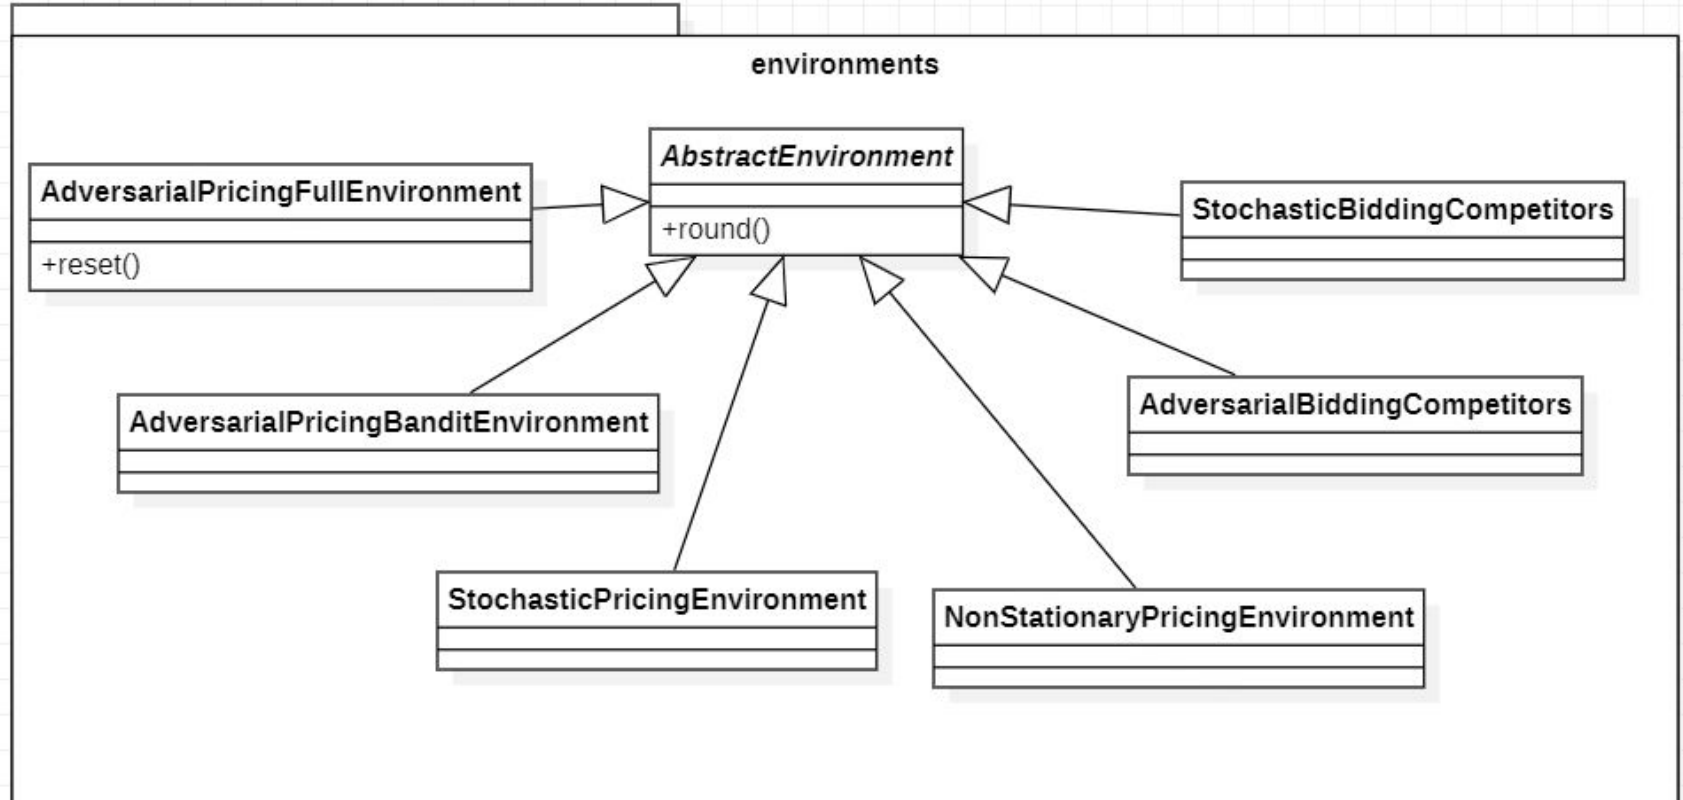 environments
AbstractEnvironment
+round()
AdversarialPricingFullEnvironment
+reset()
StochasticBiddingCompetitors
AdversarialPricingBanditEnvironment
AdversarialBiddingCompetitors
StochasticPricingEnvironment
NonStationaryPricingEnvironment